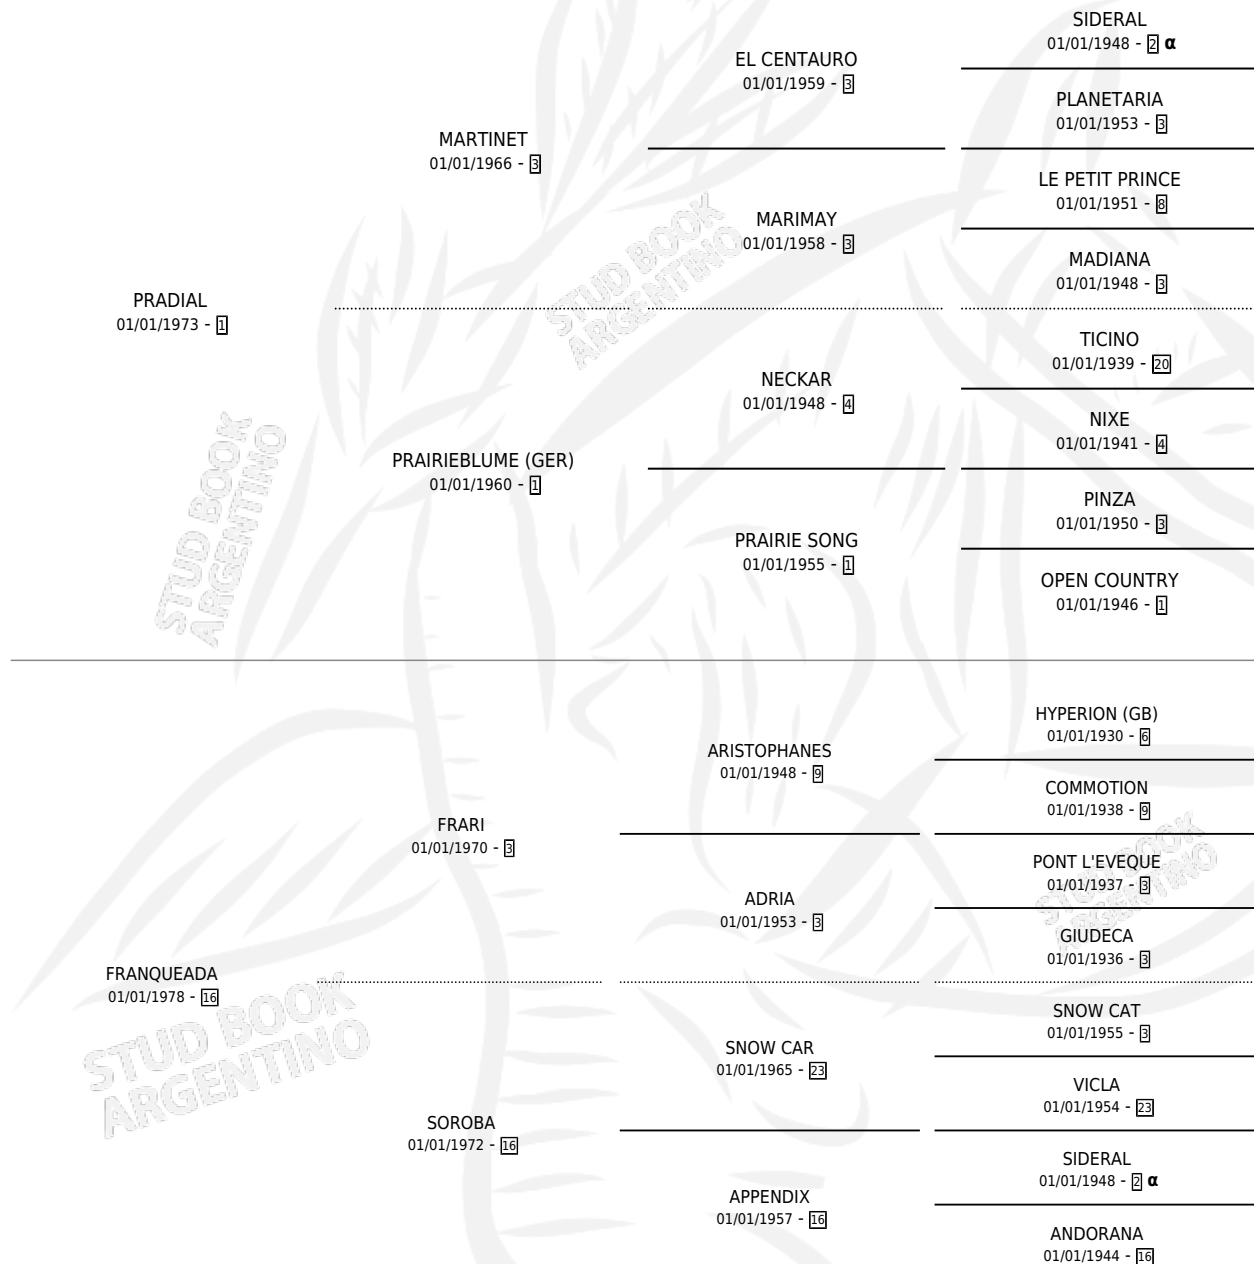 SIDERAL
01/01/1948 - 2 α
EL CENTAURO
01/01/1959 - 3
PLANETARIA
01/01/1953 - 3
MARTINET
01/01/1966 - 3
LE PETIT PRINCE
01/01/1951 - 8
MARIMAY
01/01/1958 - 3
MADIANA
01/01/1948 - 3
STUD BOOK
ARGENTINO
PRADIAL
01/01/1973 - 1
TICINO
01/01/1939 - 20
NECKAR
01/01/1948 - 4
NIXE
01/01/1941 - 4
PRAIRIEBLUME (GER)
01/01/1960 - 1
PINZA
01/01/1950 - 3
PRAIRIE SONG
01/01/1955 - 1
OPEN COUNTRY
01/01/1946 - 1
STUD BOOK
ARGENTINO
HYPERION (GB)
01/01/1930 - 6
ARISTOPHANES
01/01/1948 - 9
COMMOTION
01/01/1938 - 9
FRARI
01/01/1970 - 3
PONT L'EVEQUE
01/01/1937 - 3
ADRIA
01/01/1953 - 3
GIUDECA
01/01/1936 - 3
STUD BOOK
ARGENTINO
FRANQUEADA
01/01/1978 - 16
SNOW CAT
01/01/1955 - 3
SNOW CAR
01/01/1965 - 23
VICLA
01/01/1954 - 23
SOROBA
01/01/1972 - 16
SIDERAL
01/01/1948 - 2 α
APPENDIX
01/01/1957 - 16
ANDORANA
01/01/1944 - 16
STUD BOOK
ARGENTINO